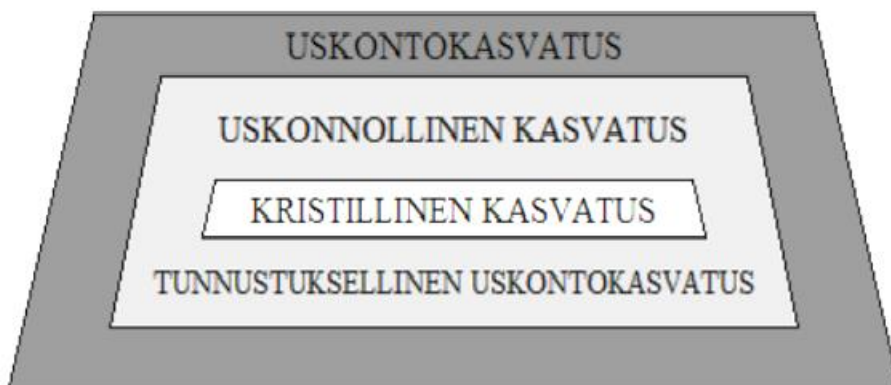 USKONTOKASVATUS
USKONNOLLINEN KASVATUS
KRISTILLINEN KASVATUS
TUNNUSTUKSELLINEN USKONTOKASVATUS